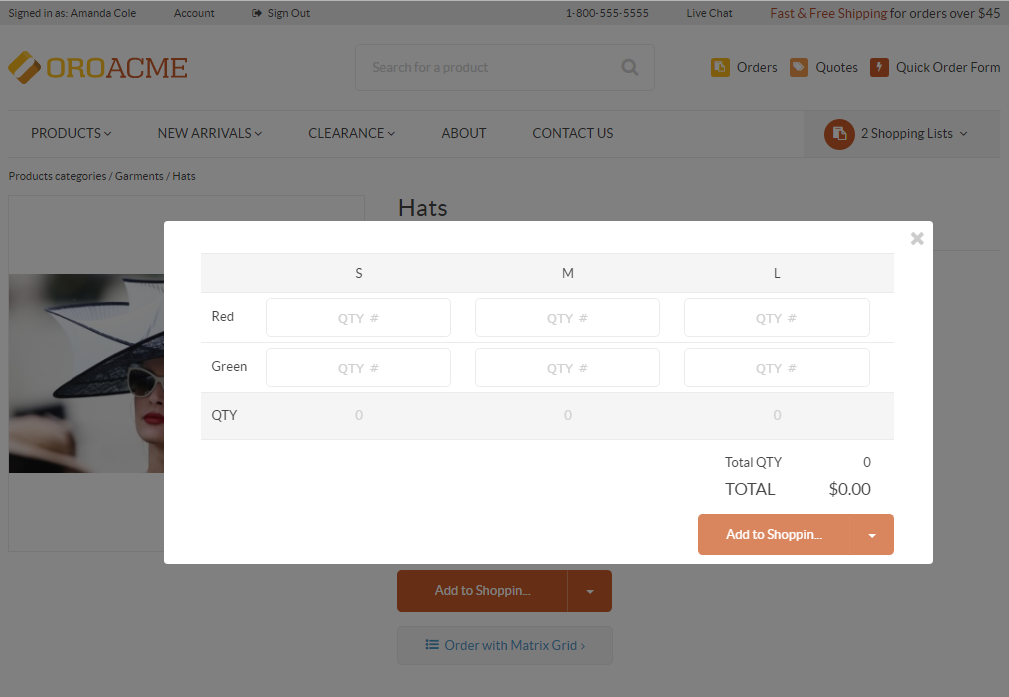 Signed in as: Amanda Cole Account Sign Out 1-800-555-5555 Live Chat Fast & Free Shipping for orders over $45
OROACME Search for a product Orders Quotes Quick Order Form
PRODUCTS NEW ARRIVALS CLEARANCE ABOUT CONTACT US 2 Shopping Lists
Products categories / Garments / Hats
Hats
S M L
Red QTY # QTY # QTY #
Green QTY # QTY # QTY #
QTY 0 0 0
Total QTY 0
TOTAL $0.00
Add to Shoppin...
Add to Shoppin...
Order with Matrix Grid ›